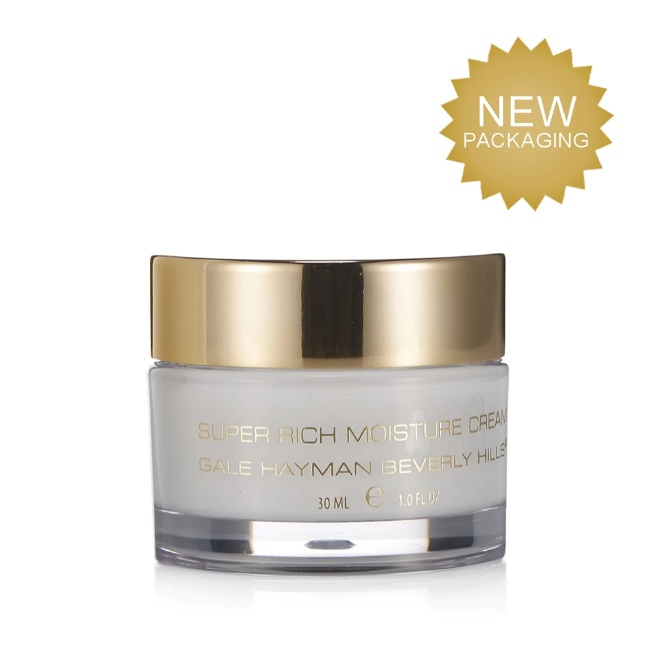 NEW
PACKAGING
SUPER RICH MOISTURE CREAM
GALE HAYMAN BEVERLY HILLS®
30 ML ℮ 1.0 FL OZ